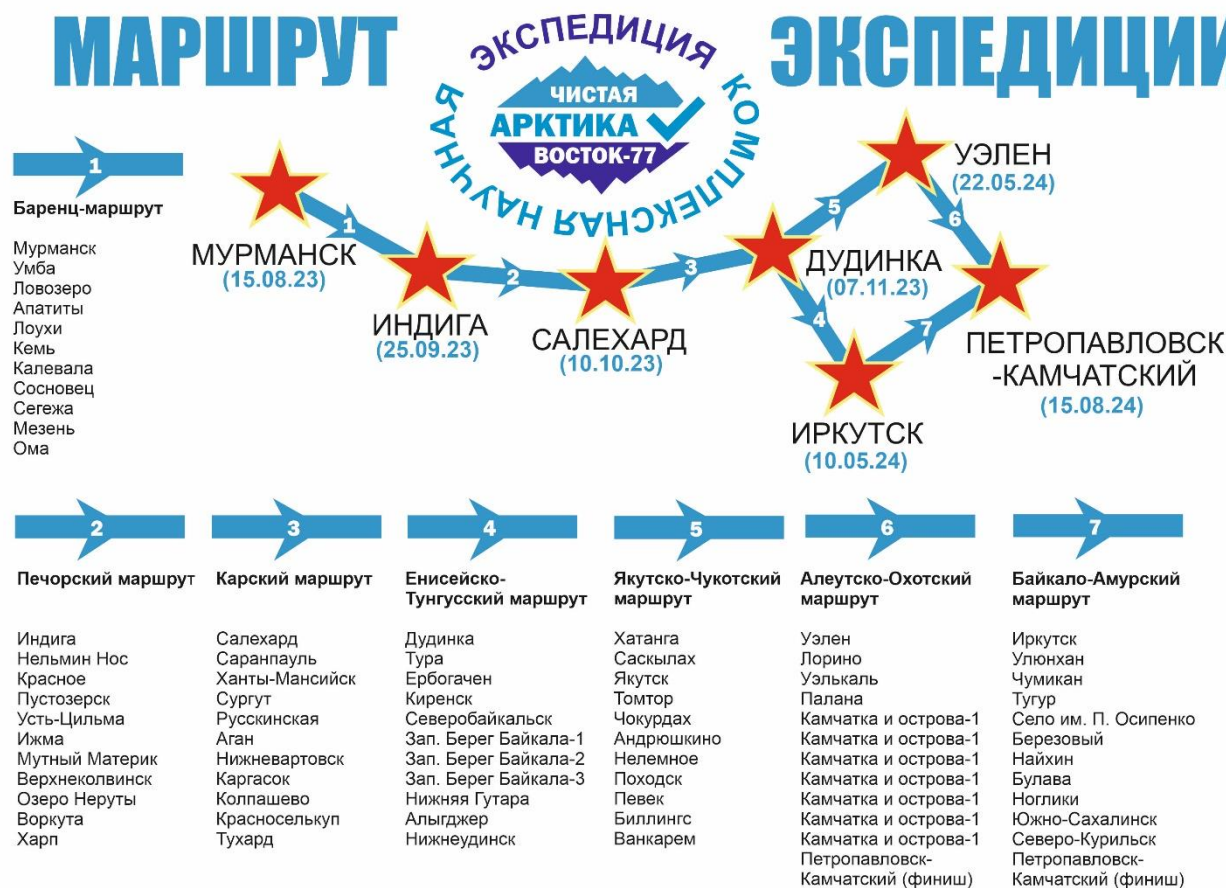 МАРШРУТ
ЭКСПЕДИЦИИ
КОМПЛЕКСНАЯ НАУЧНАЯ
ЭКСПЕДИЦИЯ
ЧИСТАЯ
АРКТИКА
ВОСТОК-77
1
Баренц-маршрут
Мурманск
Умба
Ловозеро
Апатиты
Лоухи
Кемь
Калевала
Сосновец
Сегежа
Мезень
Ома
МУРМАНСК
(15.08.23)
1
ИНДИГА
(25.09.23)
2
САЛЕХАРД
(10.10.23)
3
ДУДИНКА
(07.11.23)
5
УЭЛЕН
(22.05.24)
6
4
7
ИРКУТСК
(10.05.24)
ПЕТРОПАВЛОВСК
-КАМЧАТСКИЙ
(15.08.24)
2
Печорский маршрут
Индига
Нельмин Нос
Красное
Пустозерск
Усть-Цильма
Ижма
Мутный Материк
Верхнеколвинск
Озеро Неруты
Воркута
Харп
3
Карский маршрут
Салехард
Саранпауль
Ханты-Мансийск
Сургут
Русскинская
Аган
Нижневартовск
Каргасок
Колпашево
Красноселькуп
Тухард
4
Енисейско-
Тунгусский маршрут
Дудинка
Тура
Ербогачен
Киренск
Северобайкальск
Зап. Берег Байкала-1
Зап. Берег Байкала-2
Зап. Берег Байкала-3
Нижняя Гутара
Алыгджер
Нижнеудинск
5
Якутско-Чукотский
маршрут
Хатанга
Саскылах
Якутск
Томтор
Чокурдах
Андрюшкино
Нелемное
Походск
Певек
Биллингс
Ванкарем
6
Алеутско-Охотский
маршрут
Уэлен
Лорино
Уэлькаль
Палана
Камчатка и острова-1
Камчатка и острова-1
Камчатка и острова-1
Камчатка и острова-1
Камчатка и острова-1
Камчатка и острова-1
Камчатка и острова-1
Петропавловск-
Камчатский (финиш)
7
Байкало-Амурский
маршрут
Иркутск
Улюнхан
Чумикан
Тугур
Село им. П. Осипенко
Березовый
Найхин
Булава
Ноглики
Южно-Сахалинск
Северо-Курильск
Петропавловск-
Камчатский (финиш)